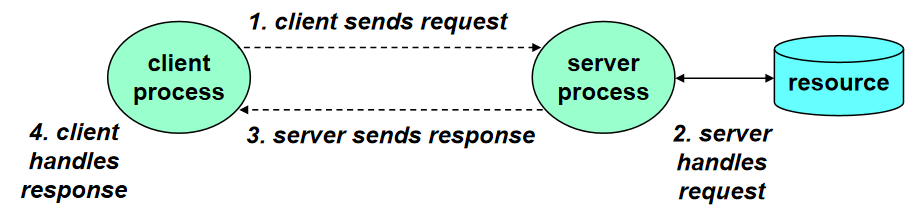 1. client sends request
client
process
server
process
resource
3. server sends response
4. client
handles
response
2. server
handles
request